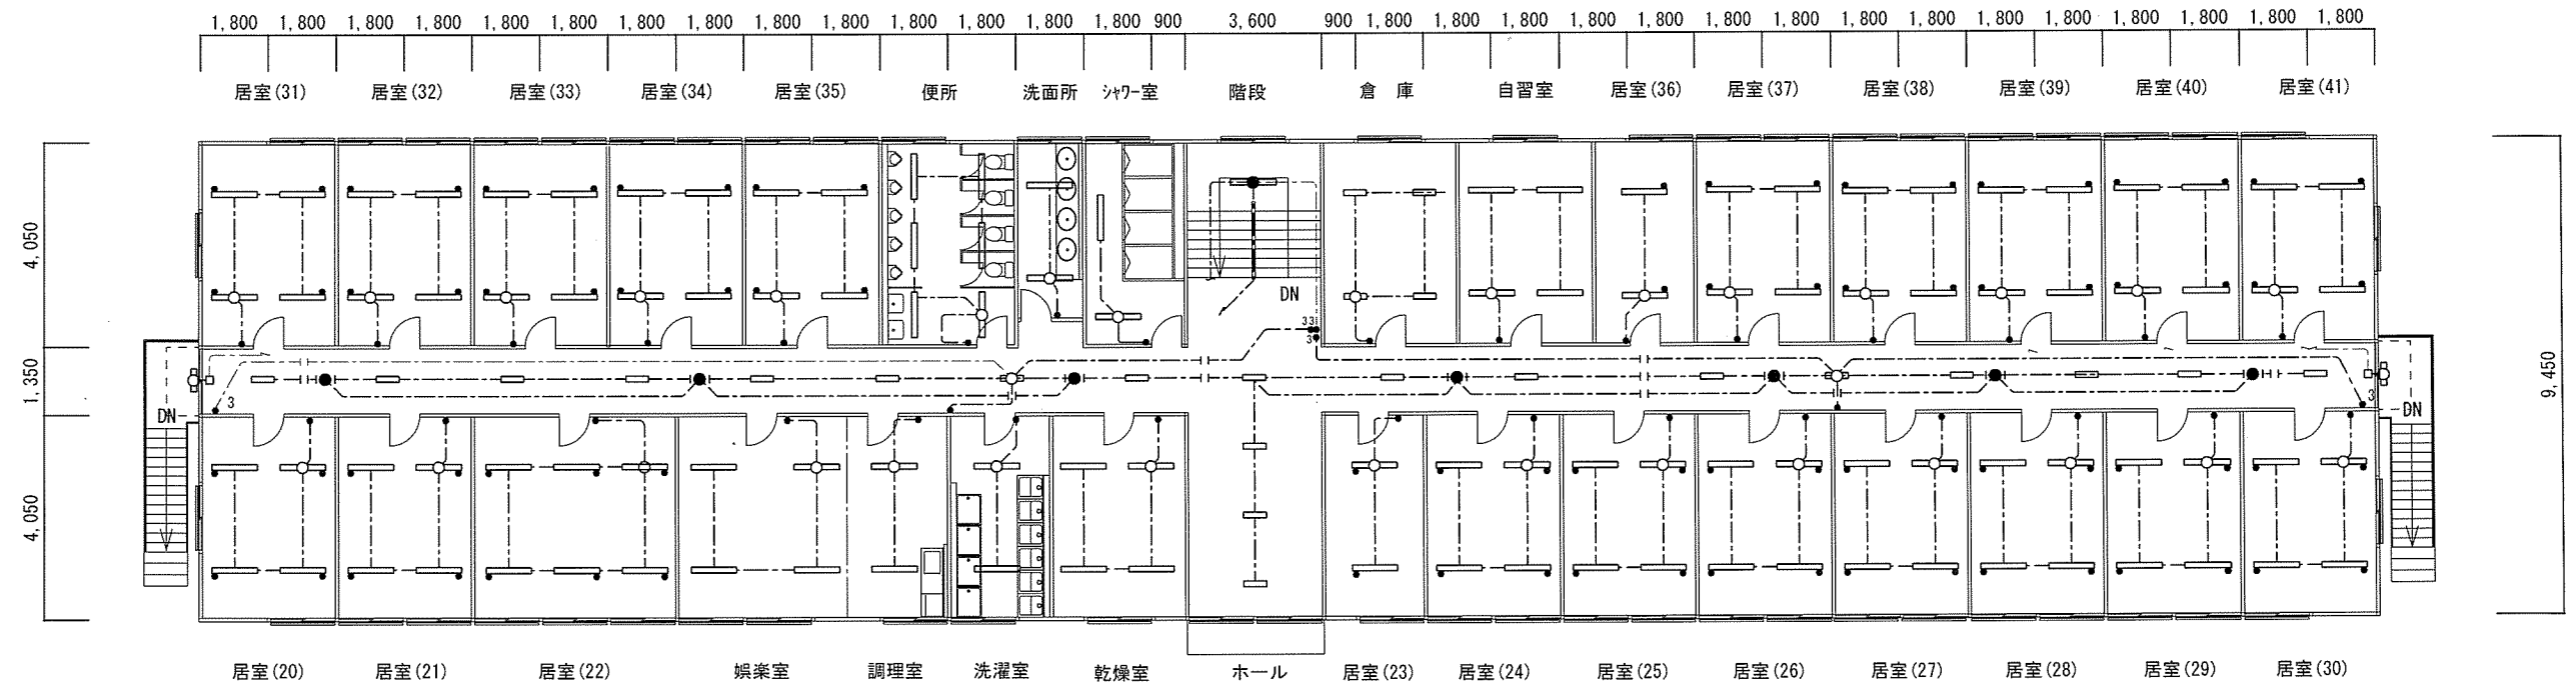 1,800 1,800 1,800 1,800 1,800 1,800 1,800 1,800 1,800 1,800 1,800 1,800 1,800 1,800 900 3,600 900 1,800 1,800 1,800 1,800 1,800 1,800 1,800 1,800 1,800 1,800 1,800 1,800 1,800 1,800 1,800
居室(31) 居室(32) 居室(33) 居室(34) 居室(35) 便所 洗面所 シャワー室 階段 倉 庫 自習室 居室(36) 居室(37) 居室(38) 居室(39) 居室(40) 居室(41)
4,050
DN
33
3
1,350
9,450
3
3
DN
DN
4,050
居室(20) 居室(21) 居室(22) 娯楽室 調理室 洗濯室 乾燥室 ホール 居室(23) 居室(24) 居室(25) 居室(26) 居室(27) 居室(28) 居室(29) 居室(30)